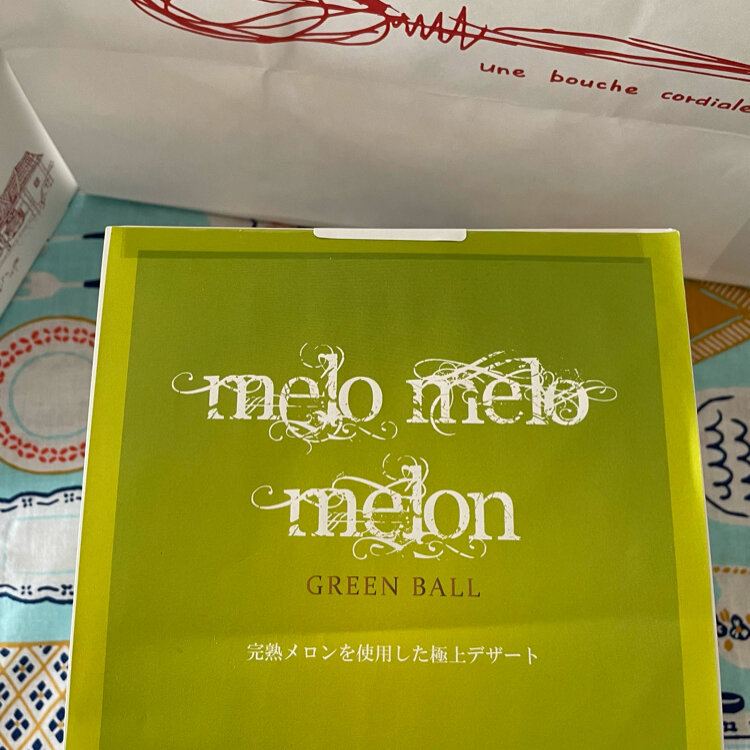 une bouche cordiale
melo melo
melon
GREEN BALL
完熟メロンを使用した極上デザート